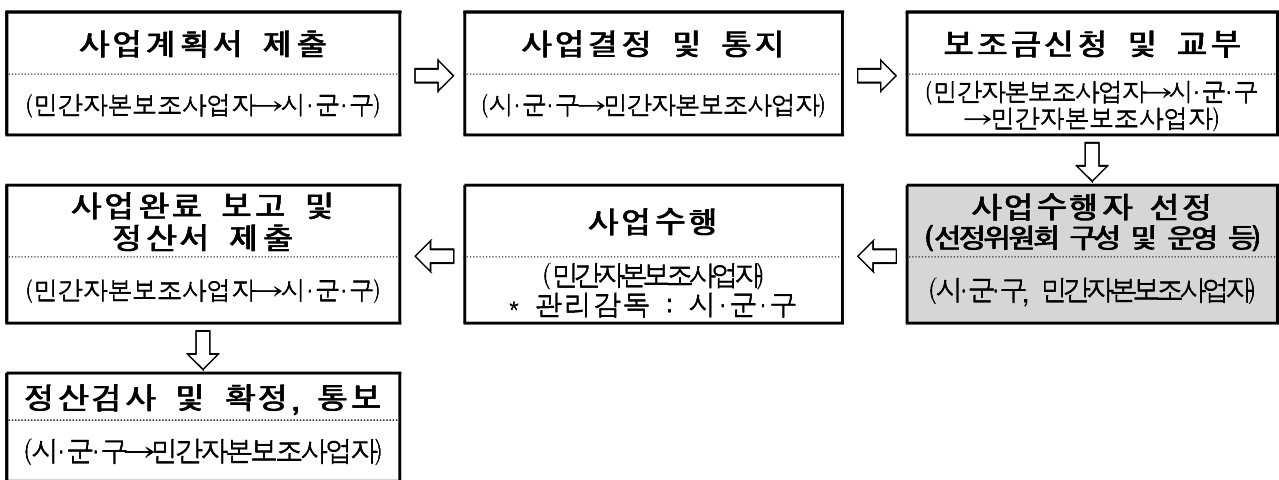 사업계획서 제출
(민간자본보조사업자→시·군·구)
사업결정 및 통지
(시·군·구→민간자본보조사업자)
보조금신청 및 교부
(민간자본보조사업자→시·군·구
→민간자본보조사업자)
사업수행자 선정
(선정위원회 구성 및 운영 등)
(시·군·구, 민간자본보조사업자)
사업수행
(민간자본보조사업자)
* 관리감독 : 시·군·구
사업완료 보고 및
정산서 제출
(민간자본보조사업자→시·군·구)
정산검사 및 확정, 통보
(시·군·구→민간자본보조사업자)